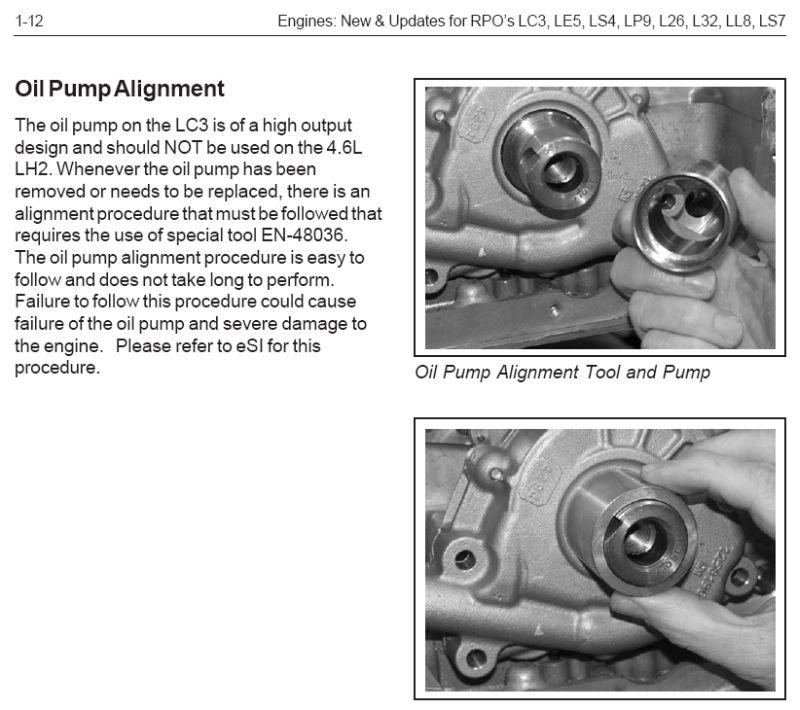 1-12 Engines: New & Updates for RPO's LC3, LE5, LS4, LP9, L26, L32, LL8, LS7
Oil Pump Alignment
The oil pump on the LC3 is of a high output
design and should NOT be used on the 4.6L
LH2. Whenever the oil pump has been
removed or needs to be replaced, there is an
alignment procedure that must be followed that
requires the use of special tool EN-48036.
The oil pump alignment procedure is easy to
follow and does not take long to perform.
Failure to follow this procedure could cause
failure of the oil pump and severe damage to
the engine. Please refer to eSI for this
procedure.
Oil Pump Alignment Tool and Pump